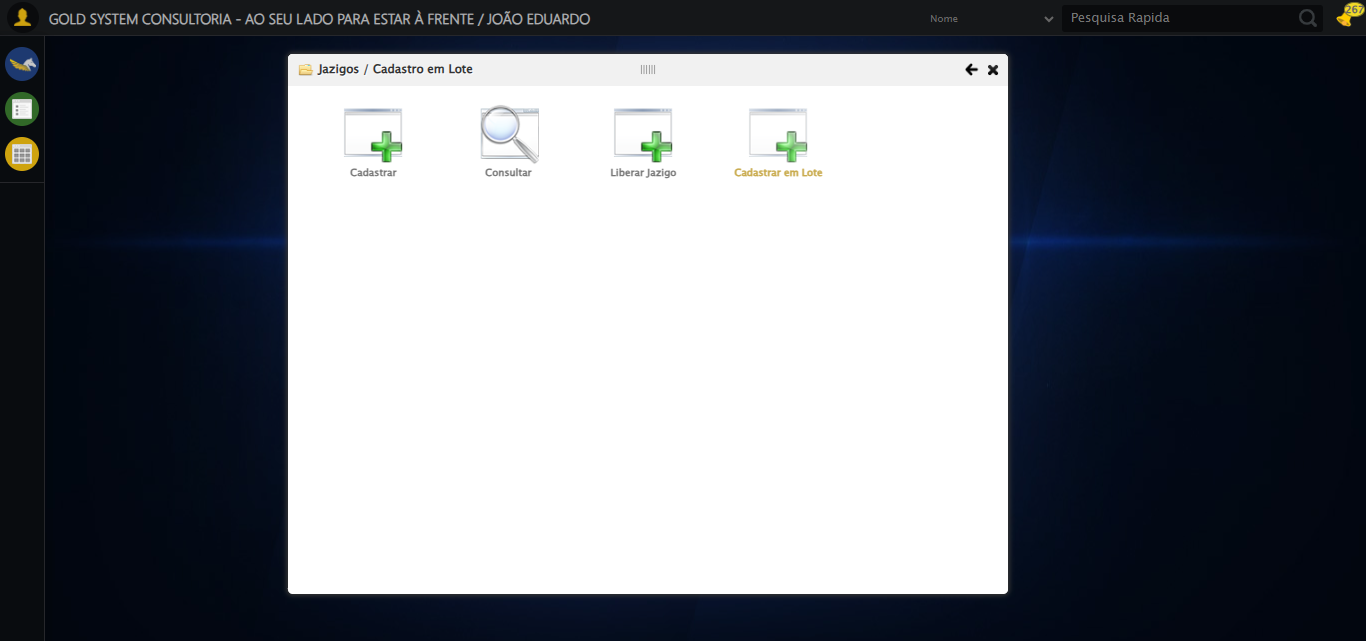 GOLD SYSTEM CONSULTORIA - AO SEU LADO PARA ESTAR À FRENTE / JOÃO EDUARDO
Nome
Pesquisa Rapida
267
Jazigos / Cadastro em Lote
Cadastrar
Consultar
Liberar Jazigo
Cadastrar em Lote